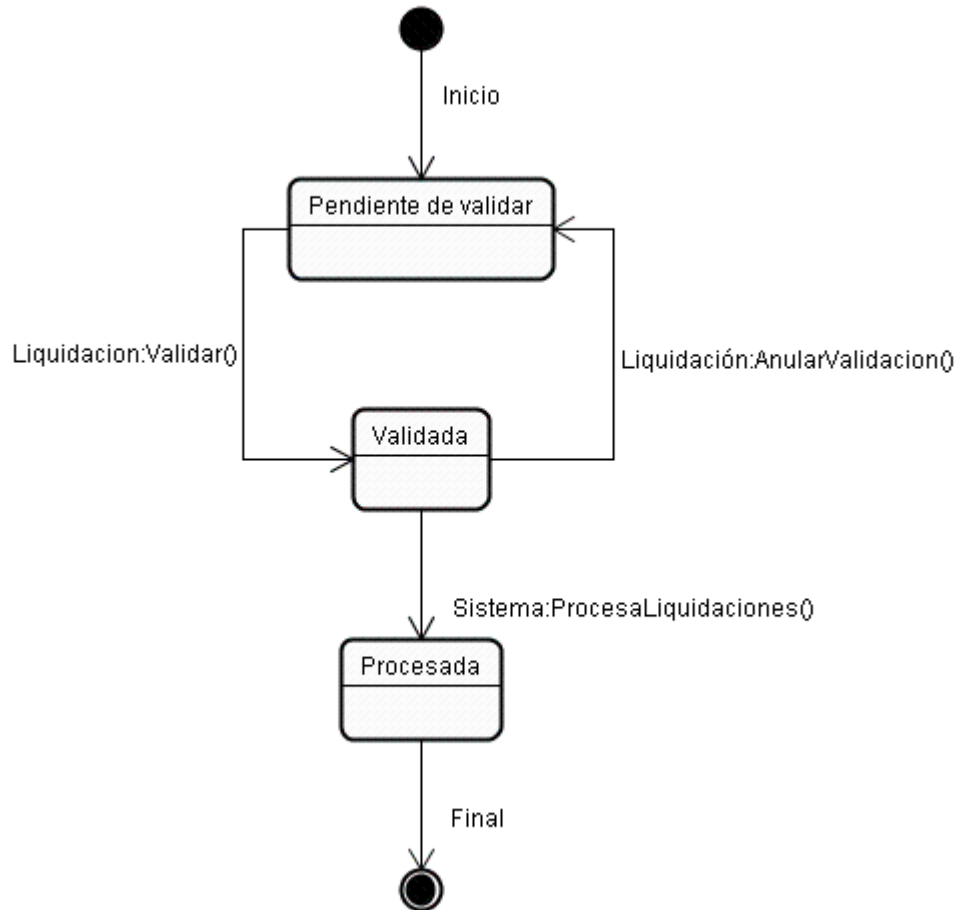 Inicio
Pendiente de validar
Liquidacion:Validar()
Liquidación:AnularValidacion()
Validada
Sistema:ProcesaLiquidaciones()
Procesada
Final